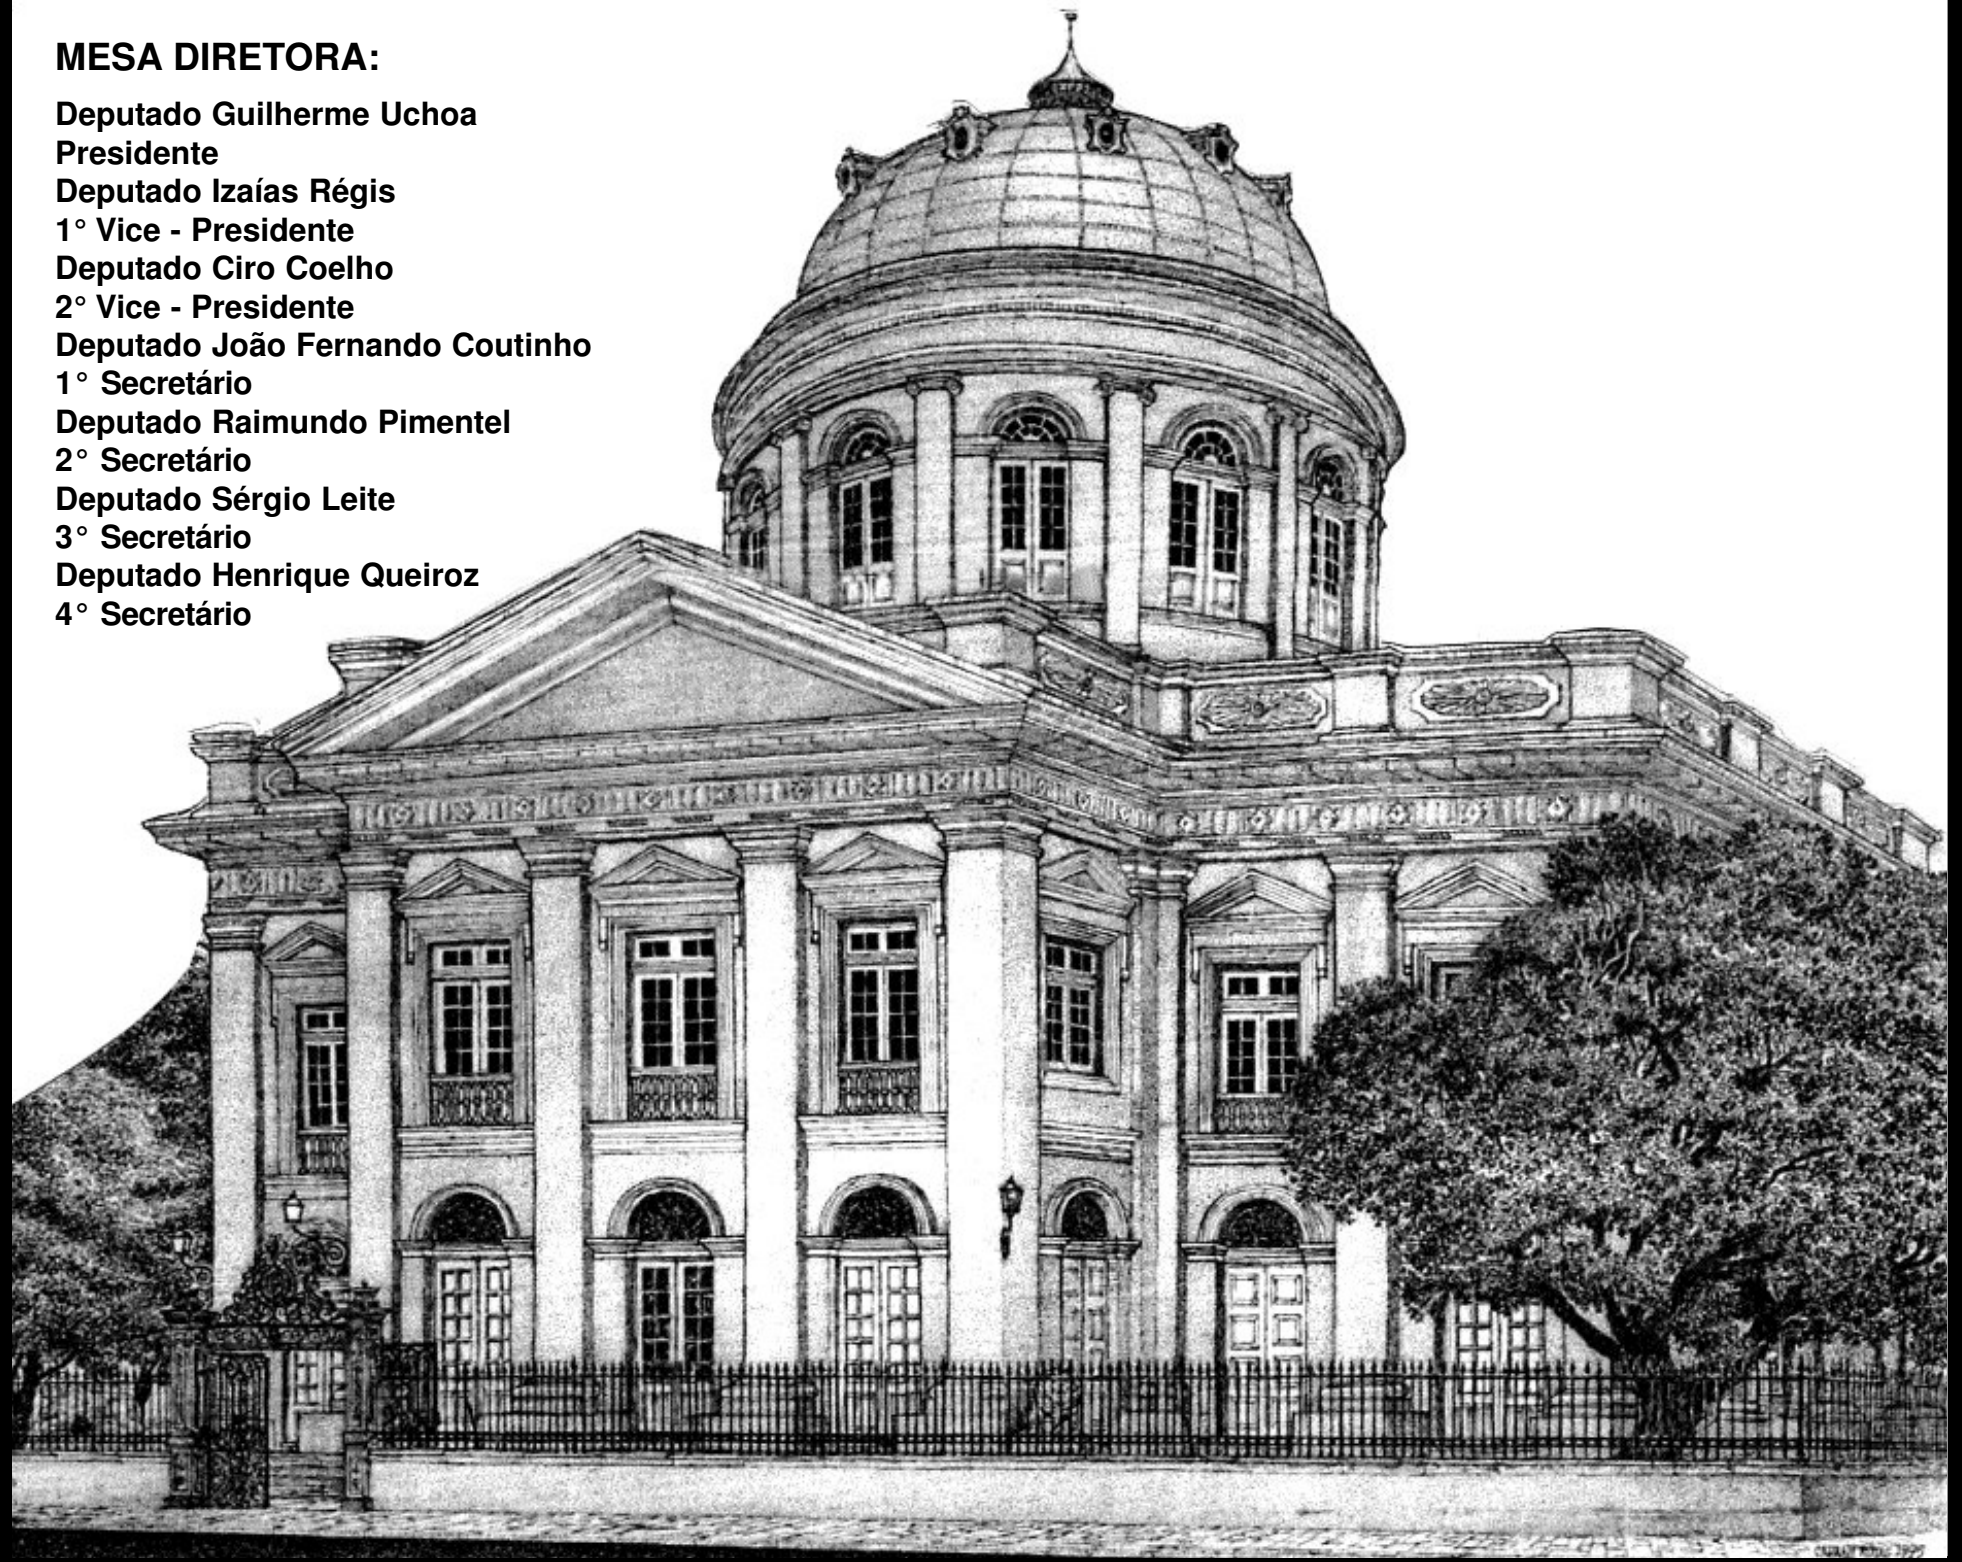 MESA DIRETORA:
Deputado Guilherme Uchoa
Presidente
Deputado Izaías Régis
1° Vice - Presidente
Deputado Ciro Coelho
2° Vice - Presidente
Deputado João Fernando Coutinho
1° Secretário
Deputado Raimundo Pimentel
2° Secretário
Deputado Sérgio Leite
3° Secretário
Deputado Henrique Queiroz
4° Secretário